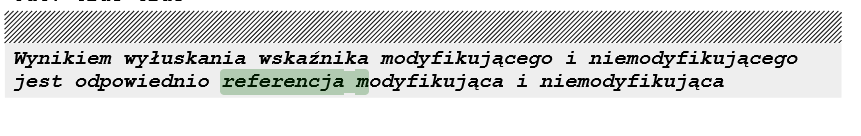 Wynikiem wyłuskania wskaźnika modyfikującego i niemodyfikującego
jest odpowiednio referencja modyfikująca i niemodyfikująca